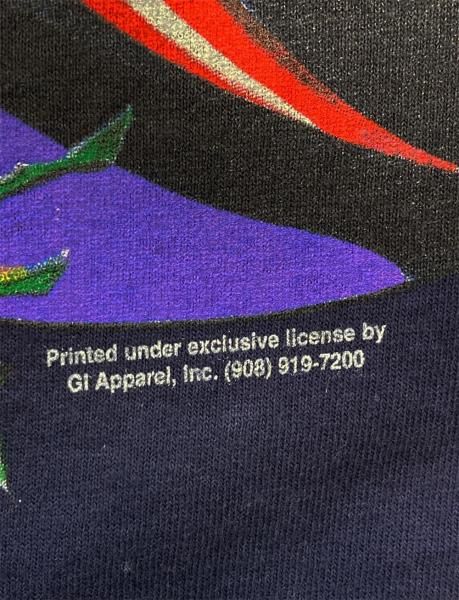 Printed under exclusive license by
GI Apparel, Inc. (908) 919-7200